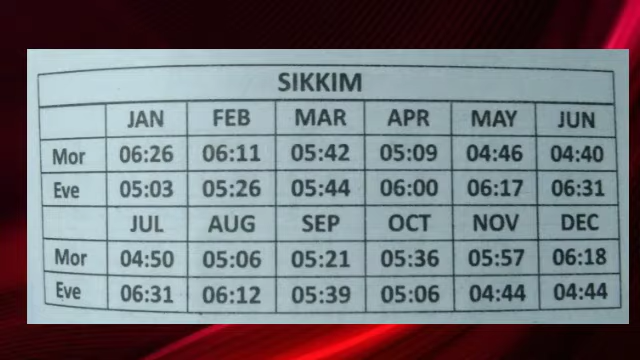 SIKKIM
JAN FEB MAR APR MAY JUN
Mor 06:26 06:11 05:42 05:09 04:46 04:40
Eve 05:03 05:26 05:44 06:00 06:17 06:31
JUL AUG SEP OCT NOV DEC
Mor 04:50 05:06 05:21 05:36 05:57 06:18
Eve 06:31 06:12 05:39 05:06 04:44 04:44